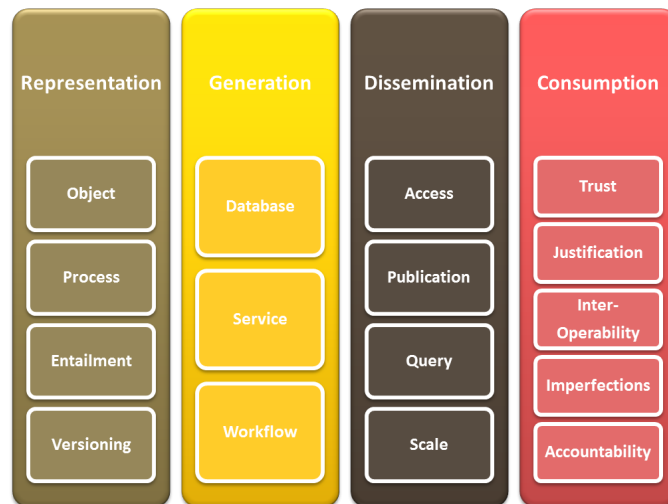 Representation
Object
Process
Entailment
Versioning
Generation
Database
Service
Workflow
Dissemination
Access
Publication
Query
Scale
Consumption
Trust
Justification
Inter-
Operability
Imperfections
Accountability